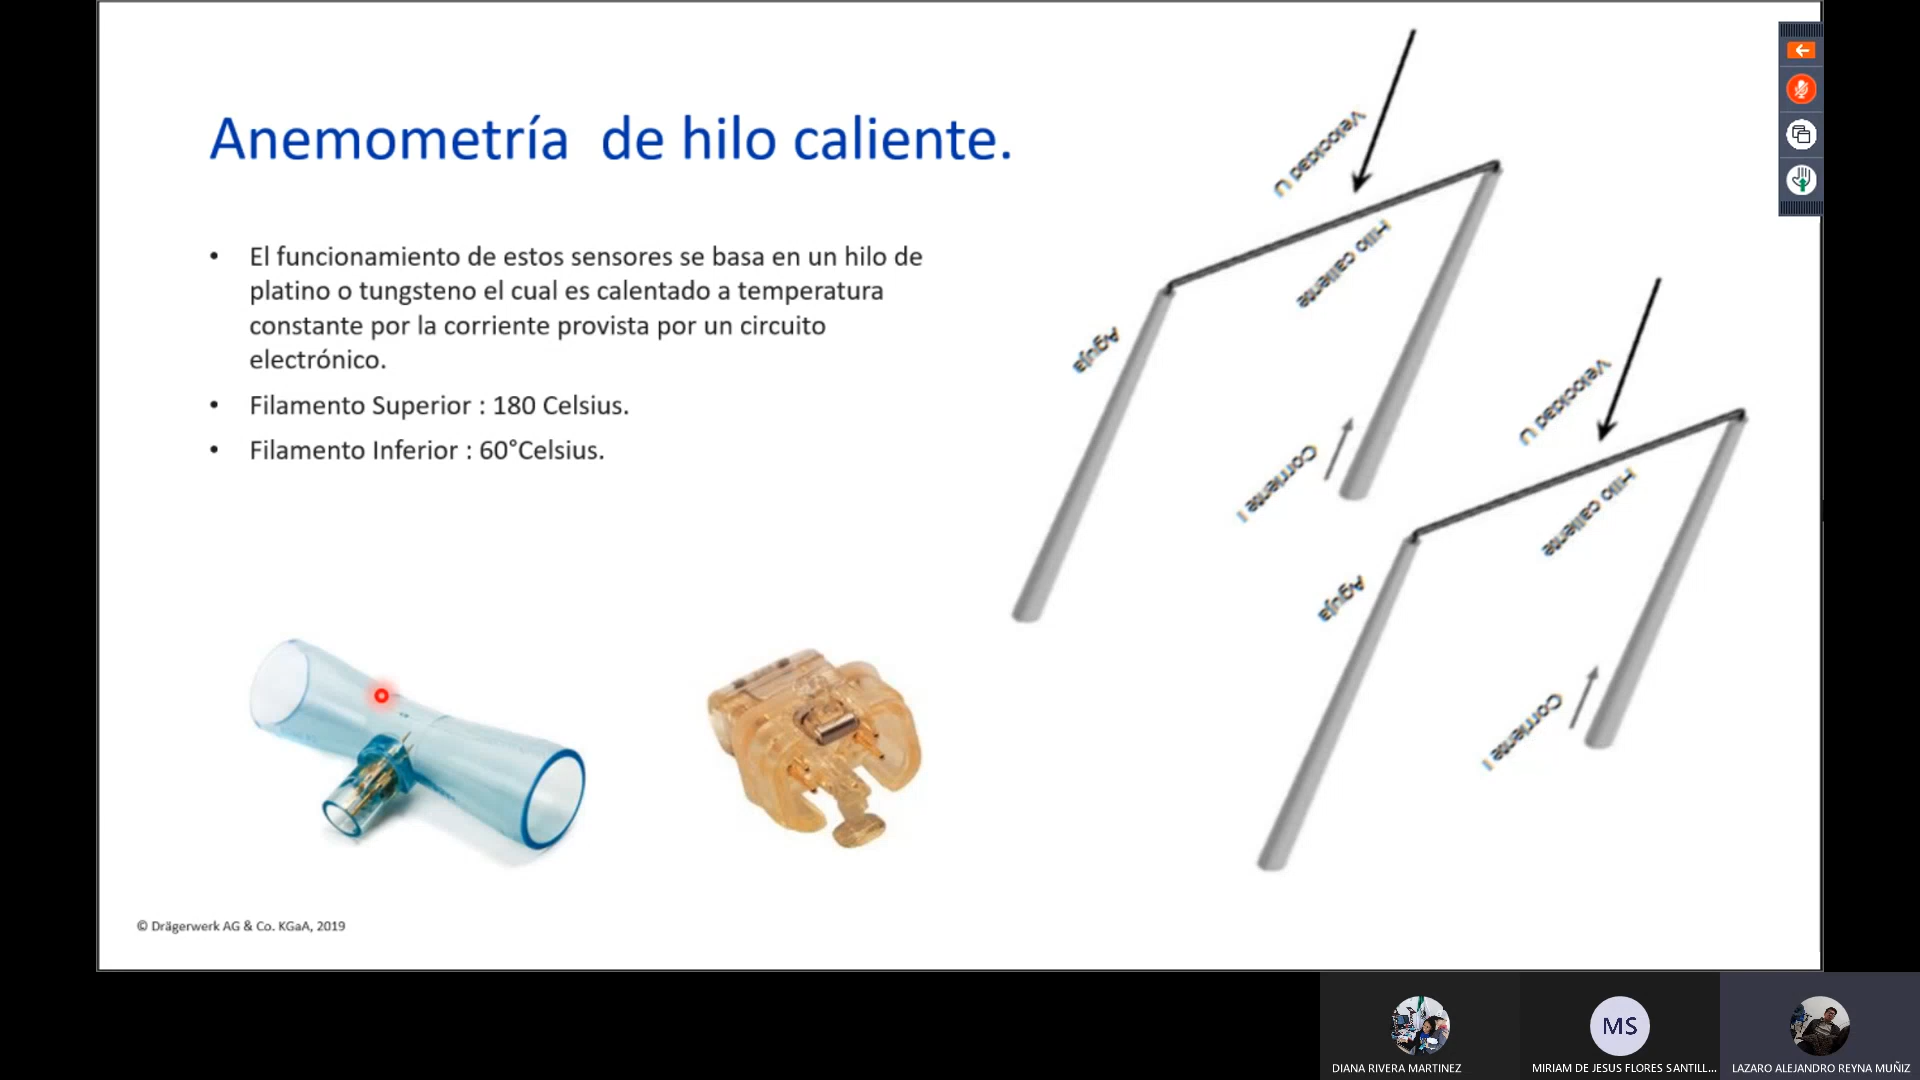 Anemometría de hilo caliente.
• El funcionamiento de estos sensores se basa en un hilo de
platino o tungsteno el cual es calentado a temperatura
constante por la corriente provista por un circuito
electrónico.
• Filamento Superior : 180 Celsius.
• Filamento Inferior : 60°Celsius.
Velocidad U
Hilo caliente
Aguja
Corriente I
Velocidad U
Hilo caliente
Aguja
Corriente I
© Drägerwerk AG & Co. KGaA, 2019
MS
DIANA RIVERA MARTINEZ
MIRIAM DE JESUS FLORES SANTILL...
LAZARO ALEJANDRO REYNA MUÑIZ